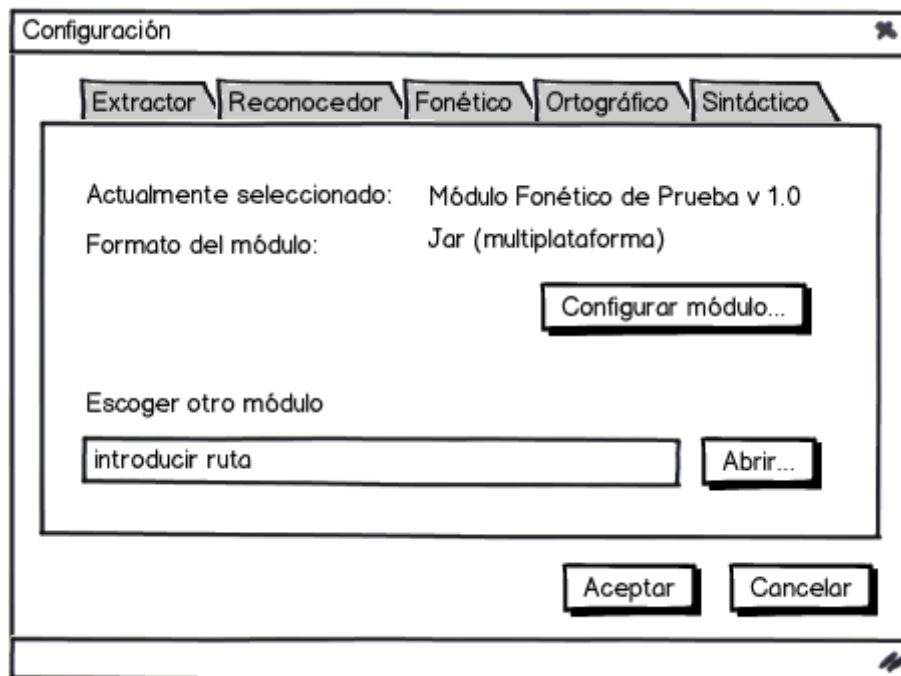 Configuración
Extractor Reconocedor Fonético Ortográfico Sintáctico
Actualmente seleccionado: Módulo Fonético de Prueba v 1.0
Formato del módulo: Jar (multiplataforma)
Configurar módulo...
Escoger otro módulo
introducir ruta Abrir...
Aceptar Cancelar